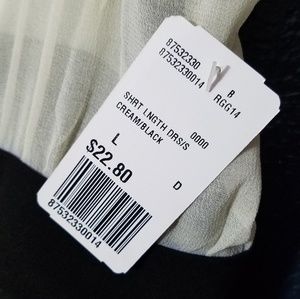 87532330 8
87532330014 RGG14
SHRT LNGTH DRS/S 0000
CREAM/BLACK
L D
$22.80
87532330014